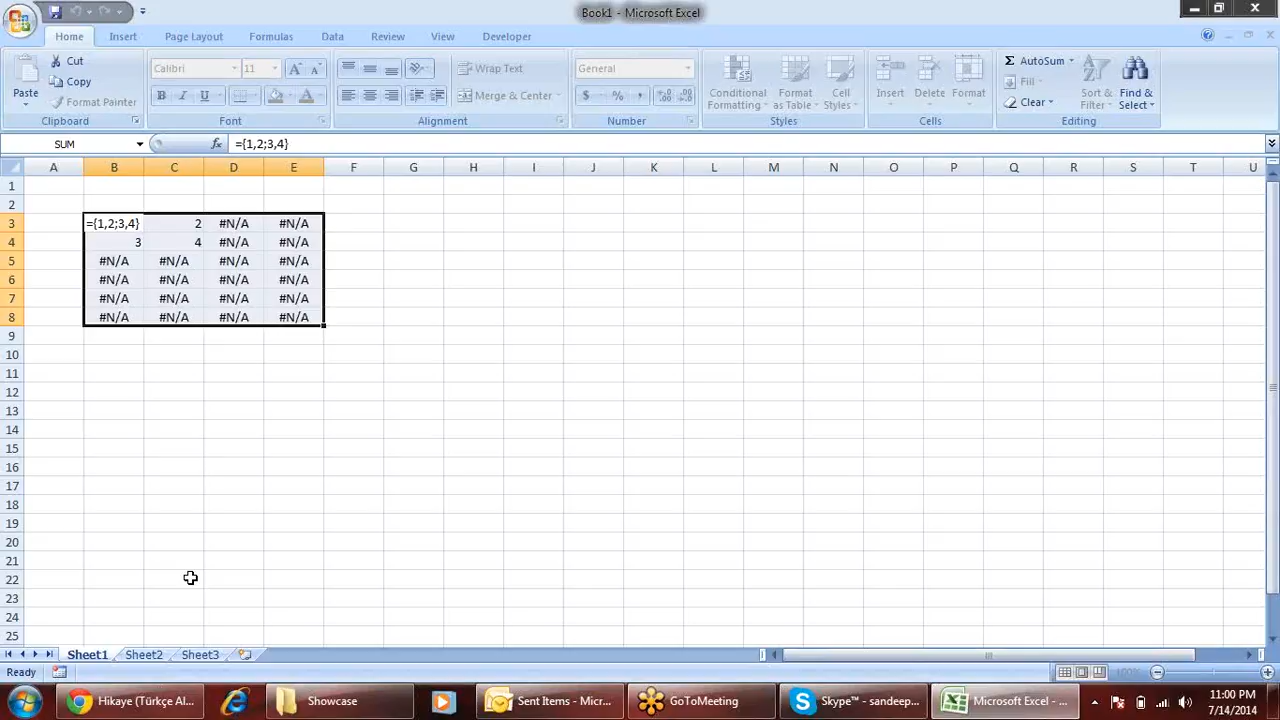 Book1 - Microsoft Excel
Home Insert Page Layout Formulas Data Review View Developer
Paste
Cut
Copy
Format Painter
Clipboard
Calibri 11
B I U
Font
Wrap Text
Merge & Center
Alignment
General
$ % ,
Number
Conditional Formatting
Format as Table
Cell Styles
Styles
Insert Delete Format
Cells
AutoSum
Fill
Clear
Sort & Filter
Find & Select
Editing
SUM fx ={1,2;3,4}
A B C D E F G H I J K L M N O P Q R S T U
1
2
3 ={1,2;3,4} 2 #N/A #N/A
4 3 4 #N/A #N/A
5 #N/A #N/A #N/A #N/A
6 #N/A #N/A #N/A #N/A
7 #N/A #N/A #N/A #N/A
8 #N/A #N/A #N/A #N/A
9
10
11
12
13
14
15
16
17
18
19
20
21
22
23
24
25
Sheet1 Sheet2 Sheet3
Ready 100%
Hikaye (Türkçe Al... Showcase Sent Items - Micr... GoToMeeting Skype™ - sandeep... Microsoft Excel - ... 11:00 PM
7/14/2014